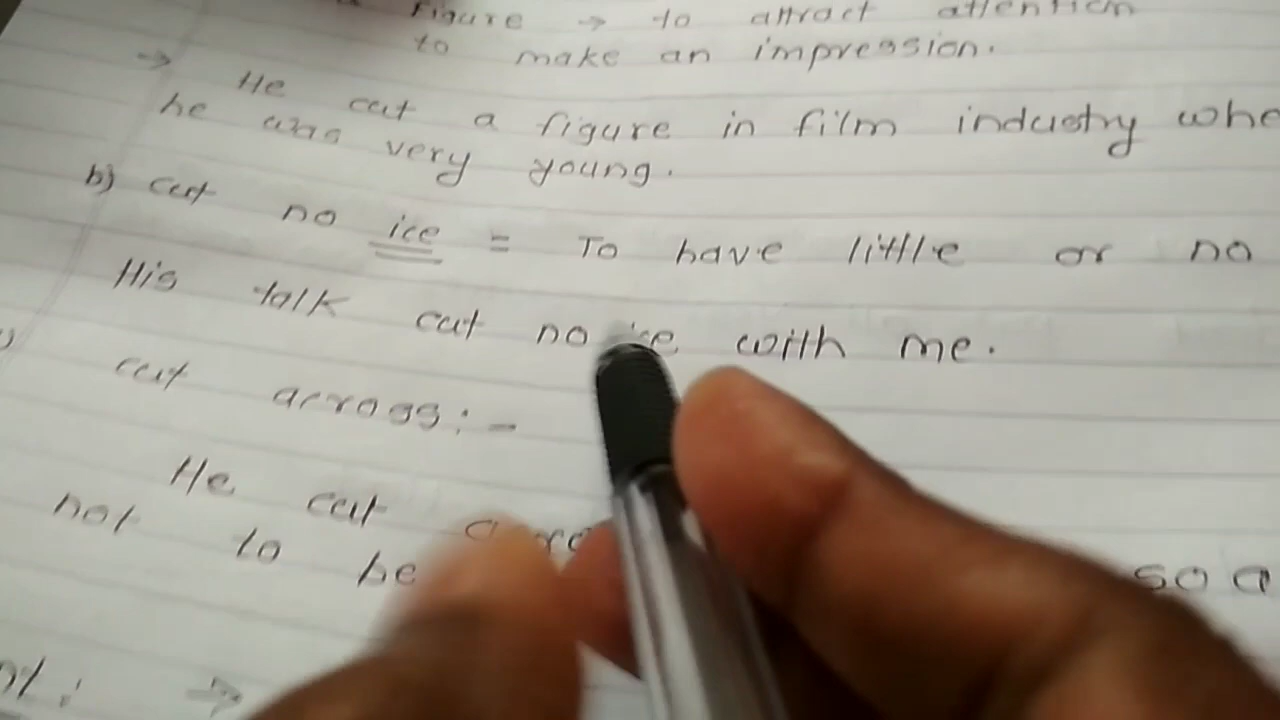 Figure → to attract attention
to make an impression.
→ He cut a figure in film industry whe
he was very young.
b) cut no ice = To have little or no
His talk cut no ice with me.
cut across:-
He cut
not to be so a